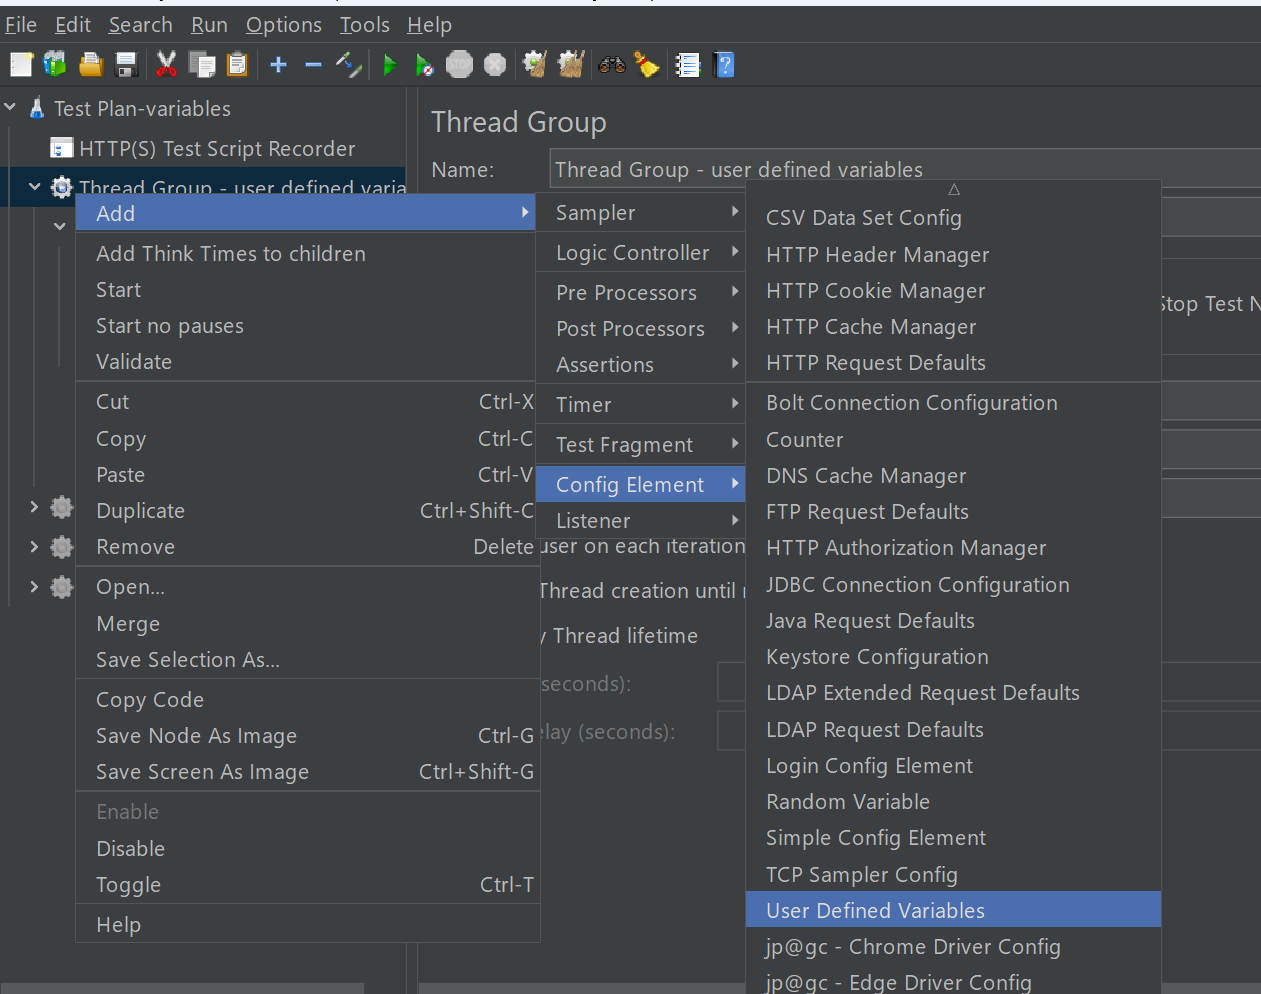 File Edit Search Run Options Tools Help
STOP
Test Plan-variables
HTTP(S) Test Script Recorder
Thread Group - user defined varia
Thread Group
Name: Thread Group - user defined variables
Add
Add Think Times to children
Start
Start no pauses
Validate
Cut Ctrl-X
Copy Ctrl-C
Paste Ctrl-V
Duplicate Ctrl+Shift-C
Remove Delete
Open...
Merge
Save Selection As...
Copy Code
Save Node As Image Ctrl-G
Save Screen As Image Ctrl+Shift-G
Enable
Disable
Toggle Ctrl-T
Help
Sampler
Logic Controller
Pre Processors
Post Processors
Assertions
Timer
Test Fragment
Config Element
Listener
user on each iteration
Thread creation until
y Thread lifetime
seconds):
elay (seconds):
CSV Data Set Config
HTTP Header Manager
HTTP Cookie Manager
HTTP Cache Manager
HTTP Request Defaults
Bolt Connection Configuration
Counter
DNS Cache Manager
FTP Request Defaults
HTTP Authorization Manager
JDBC Connection Configuration
Java Request Defaults
Keystore Configuration
LDAP Extended Request Defaults
LDAP Request Defaults
Login Config Element
Random Variable
Simple Config Element
TCP Sampler Config
User Defined Variables
jp@gc - Chrome Driver Config
jp@gc - Edge Driver Config
Stop Test N